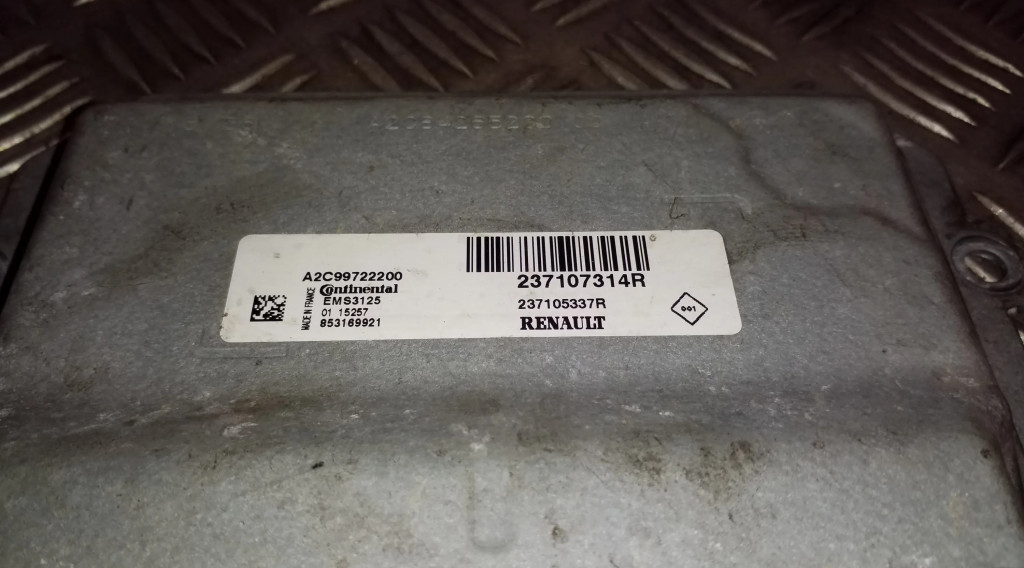 A2C99722200
Continental
EMS3125
MADE IN FRANCE
01 15257
853169921
237107314R
237105337R
RENAULT
001